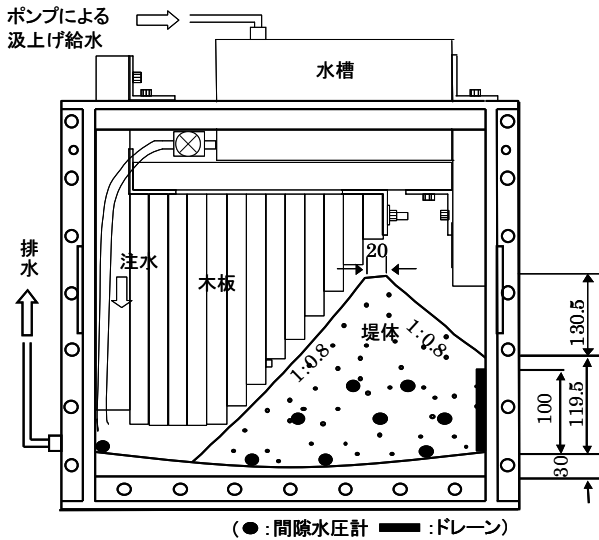 ポンプによる
汲上げ給水
水槽
排水
注水
木板
20
堤体
1:0.8
1:0.8
130.5
119.5
100
30
(●:間隙水圧計 ▬:ドレーン)